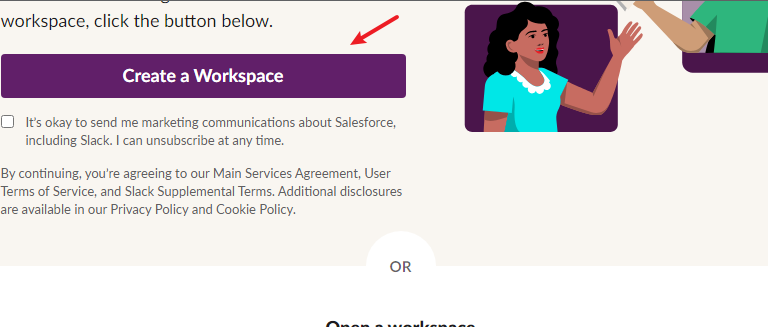 workspace, click the button below.
Create a Workspace
It's okay to send me marketing communications about Salesforce,
including Slack. I can unsubscribe at any time.
By continuing, you're agreeing to our Main Services Agreement, User
Terms of Service, and Slack Supplemental Terms. Additional disclosures
are available in our Privacy Policy and Cookie Policy.
OR
Open a workspace